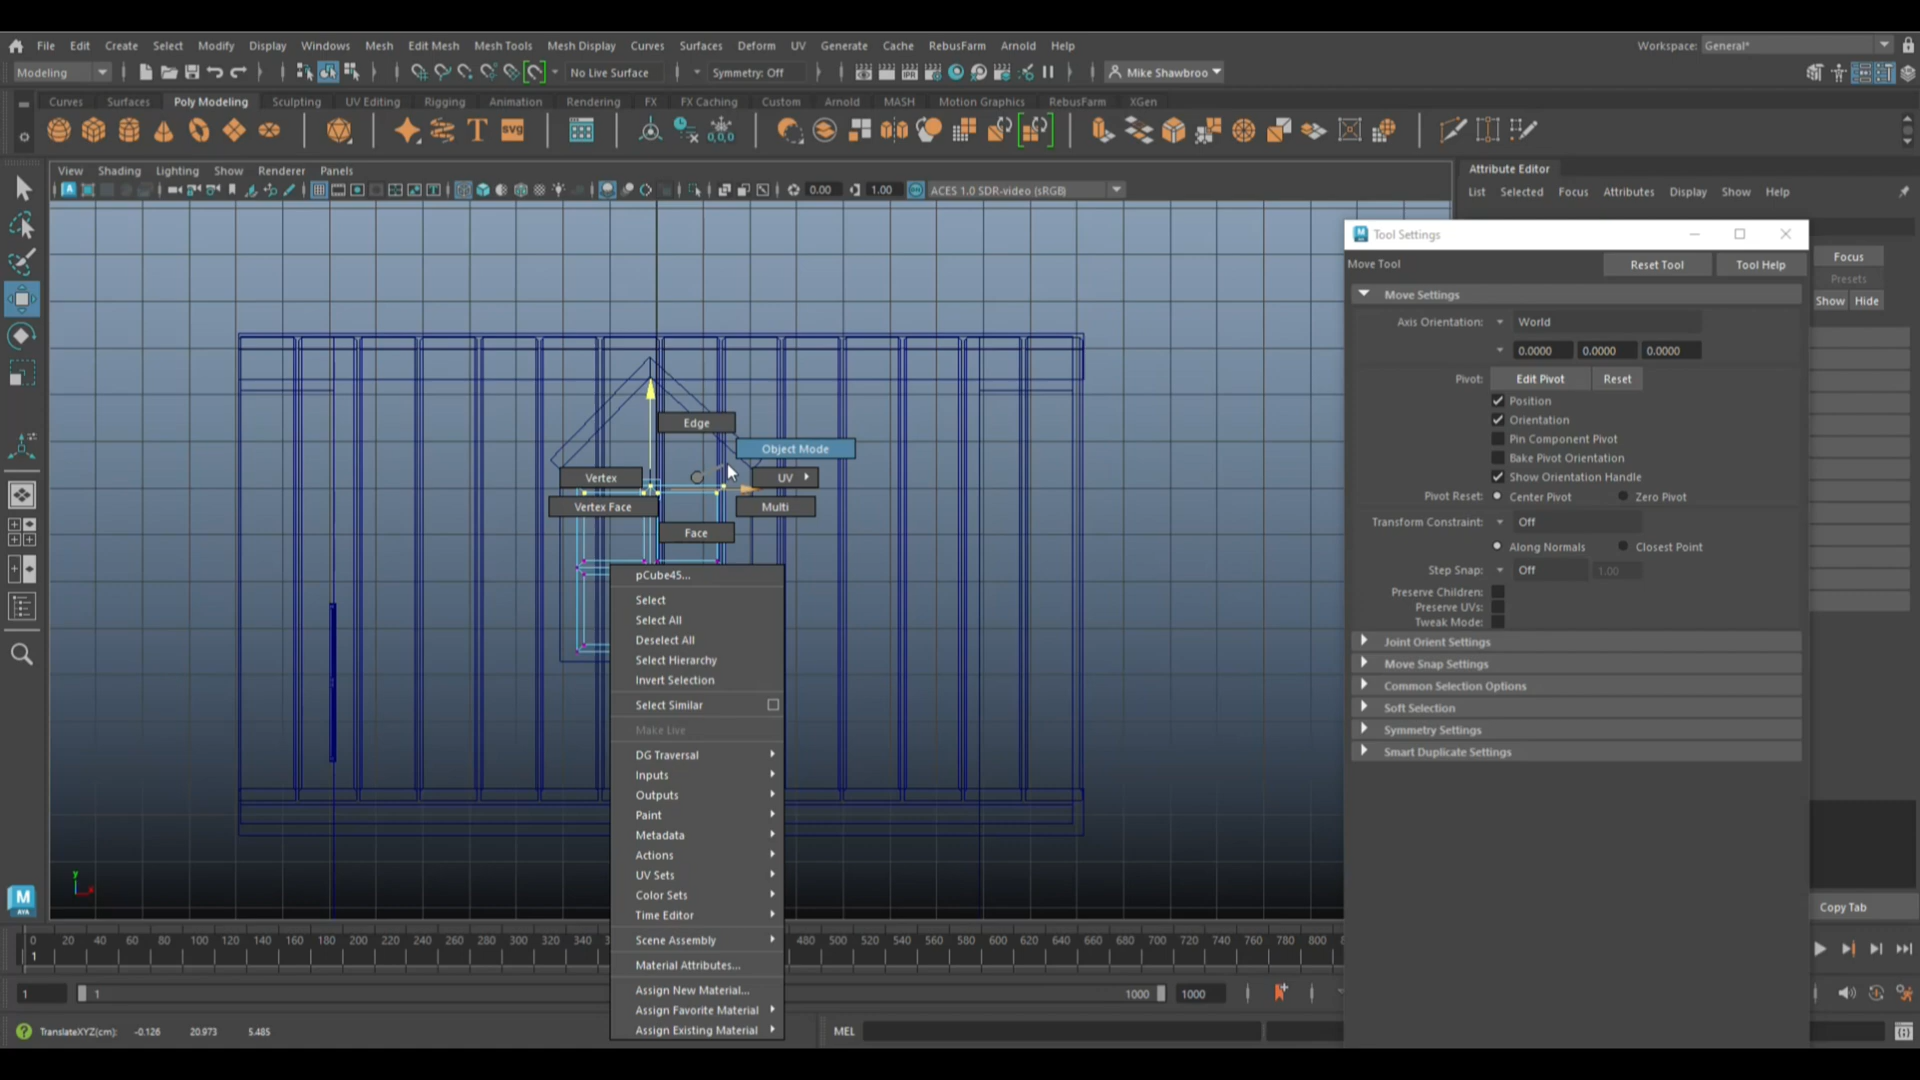 File Edit Create Select Modify Display Windows Mesh Edit Mesh Mesh Tools Mesh Display Curves Surfaces Deform UV Generate Cache RebusFarm Arnold Help Workspace: General*
Modeling No Live Surface Symmetry: Off IPR Mike Shawbroo
Curves Surfaces Poly Modeling Sculpting UV Editing Rigging Animation Rendering FX FX Caching Custom Arnold MASH Motion Graphics RebusFarm XGen
T SVG 0,0,0
View Shading Lighting Show Renderer Panels
0.00 1.00 ACES 1.0 SDR-video (sRGB)
Attribute Editor
List Selected Focus Attributes Display Show Help
Tool Settings
Move Tool Reset Tool Tool Help
Focus
Presets
Show Hide
Move Settings
Axis Orientation: World
0.0000 0.0000 0.0000
Pivot: Edit Pivot Reset
Position
Orientation
Pin Component Pivot
Bake Pivot Orientation
Show Orientation Handle
Pivot Reset: Center Pivot Zero Pivot
Transform Constraint: Off
Along Normals Closest Point
Step Snap: Off 1.00
Preserve Children:
Preserve UVs:
Tweak Mode:
Joint Orient Settings
Move Snap Settings
Common Selection Options
Soft Selection
Symmetry Settings
Smart Duplicate Settings
Edge
Object Mode
Vertex UV
Vertex Face Multi
Face
pCube45...
Select
Select All
Deselect All
Select Hierarchy
Invert Selection
Select Similar
Make Live
DG Traversal
Inputs
Outputs
Paint
Metadata
Actions
UV Sets
Color Sets
Time Editor
Scene Assembly
Material Attributes...
Assign New Material...
Assign Favorite Material
Assign Existing Material
y
M
AYA
Copy Tab
0 20 40 60 80 100 120 140 160 180 200 220 240 260 280 300 320 340 480 500 520 540 560 580 600 620 640 660 680 700 720 740 760 780 800
1
1 1 1000 1000
TranslateXYZ(cm): -0.126 20.973 5.485 MEL